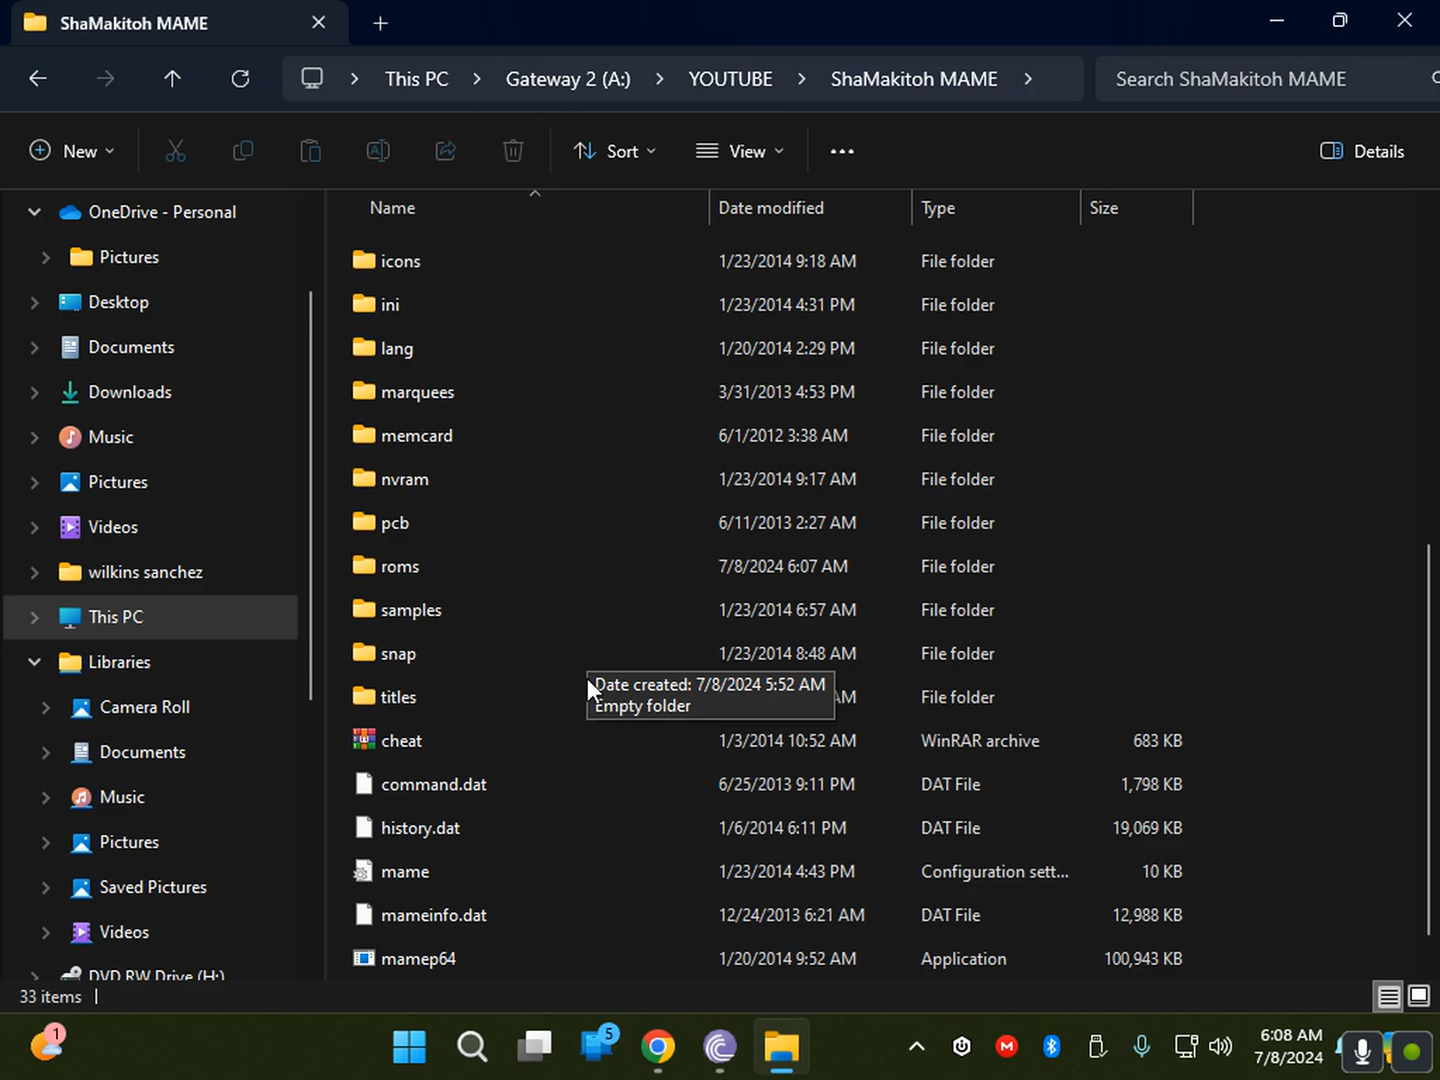 ShaMakitoh MAME
This PC Gateway 2 (A:) YOUTUBE ShaMakitoh MAME Search ShaMakitoh MAME
New Sort View Details
Name Date modified Type Size
OneDrive - Personal
Pictures
Desktop
Documents
Downloads
Music
Pictures
Videos
wilkins sanchez
This PC
Libraries
Camera Roll
Documents
Music
Pictures
Saved Pictures
Videos
DVD RW Drive (H:)
icons 1/23/2014 9:18 AM File folder
ini 1/23/2014 4:31 PM File folder
lang 1/20/2014 2:29 PM File folder
marquees 3/31/2013 4:53 PM File folder
memcard 6/1/2012 3:38 AM File folder
nvram 1/23/2014 9:17 AM File folder
pcb 6/11/2013 2:27 AM File folder
roms 7/8/2024 6:07 AM File folder
samples 1/23/2014 6:57 AM File folder
snap 1/23/2014 8:48 AM File folder
Date created: 7/8/2024 5:52 AM
Empty folder
titles AM File folder
cheat 1/3/2014 10:52 AM WinRAR archive 683 KB
command.dat 6/25/2013 9:11 PM DAT File 1,798 KB
history.dat 1/6/2014 6:11 PM DAT File 19,069 KB
mame 1/23/2014 4:43 PM Configuration sett... 10 KB
mameinfo.dat 12/24/2013 6:21 AM DAT File 12,988 KB
mamep64 1/20/2014 9:52 AM Application 100,943 KB
33 items
1
5
M
6:08 AM
7/8/2024